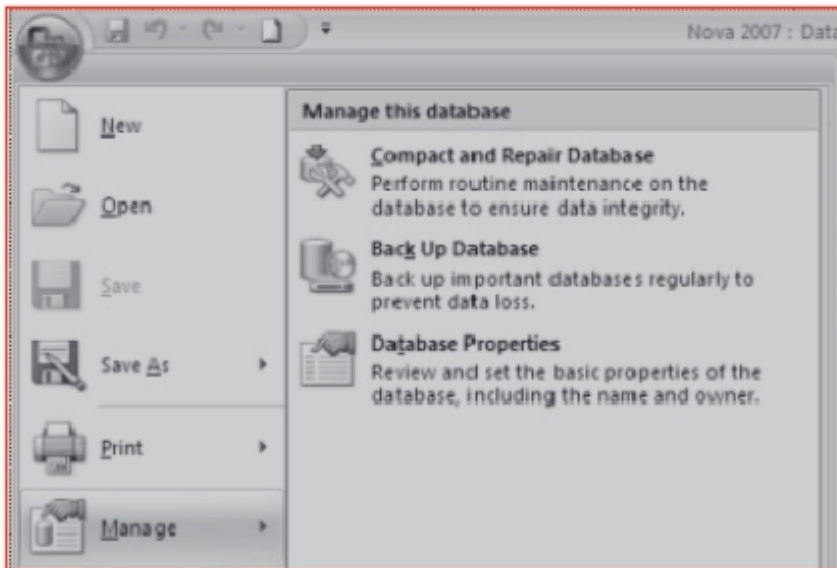 Nova 2007 : Data
New
Open
Save
Save As
Print
Manage
Manage this database
Compact and Repair Database
Perform routine maintenance on the
database to ensure data integrity.
Back Up Database
Back up important databases regularly to
prevent data loss.
Database Properties
Review and set the basic properties of the
database, including the name and owner.